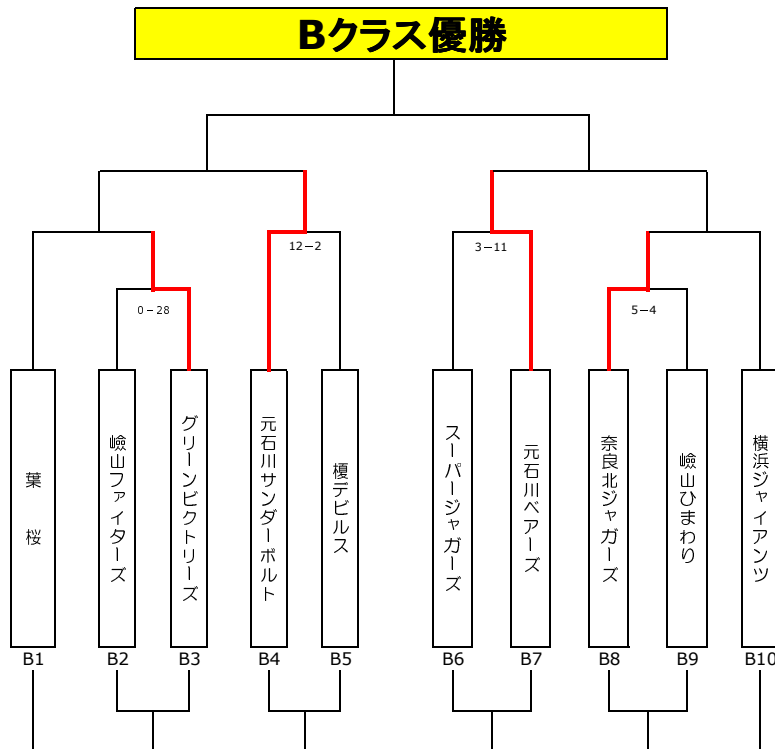 Bクラス優勝
12−2
3−11
0−28
5−4
葉桜
嶮山ファイターズ
グリーンビクトリーズ
元石川サンダーボルト
榎デビルス
スーパージャガーズ
元石川ベアーズ
奈良北ジャガーズ
嶮山ひまわり
横浜ジャイアンツ
B1
B2
B3
B4
B5
B6
B7
B8
B9
B10